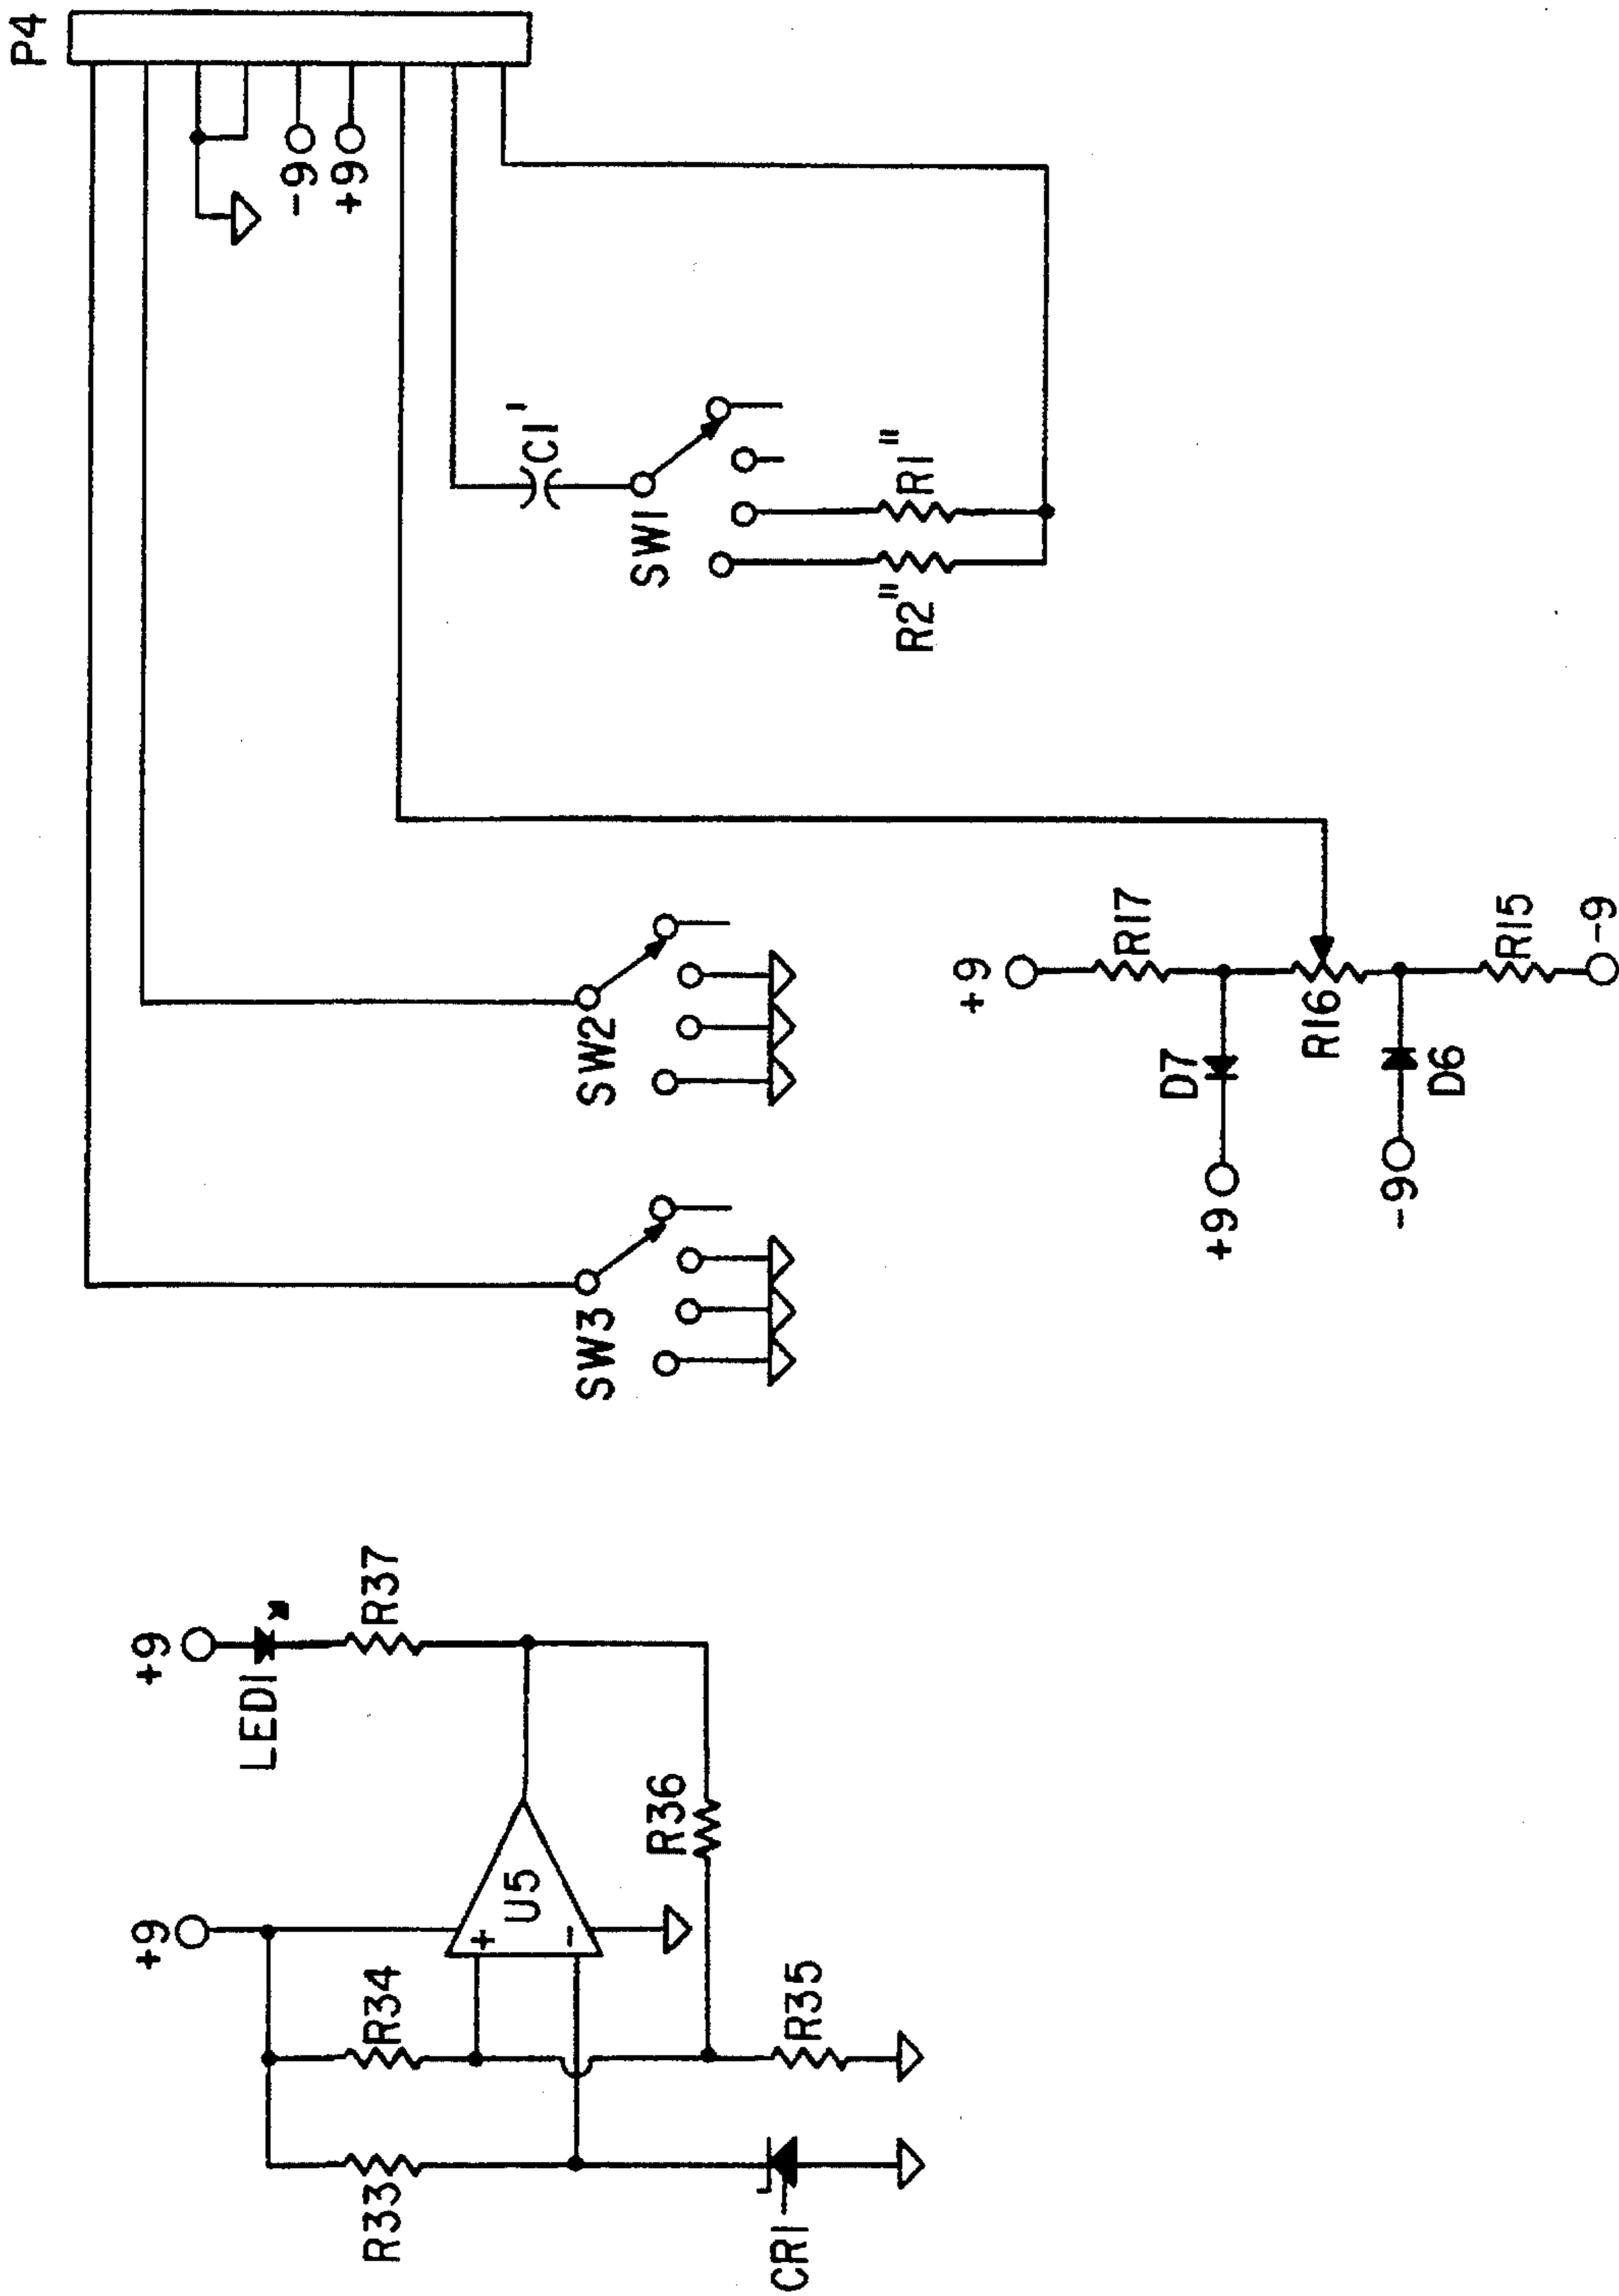 P4
-9
+9
C1'
SW1
R1"
R2"
SW2
SW3
+9
R17
D7
+9
R16
D6
-9
R15
-9
+9
LED1
R37
+9
U5
+
-
R36
R34
R35
R33
CR1